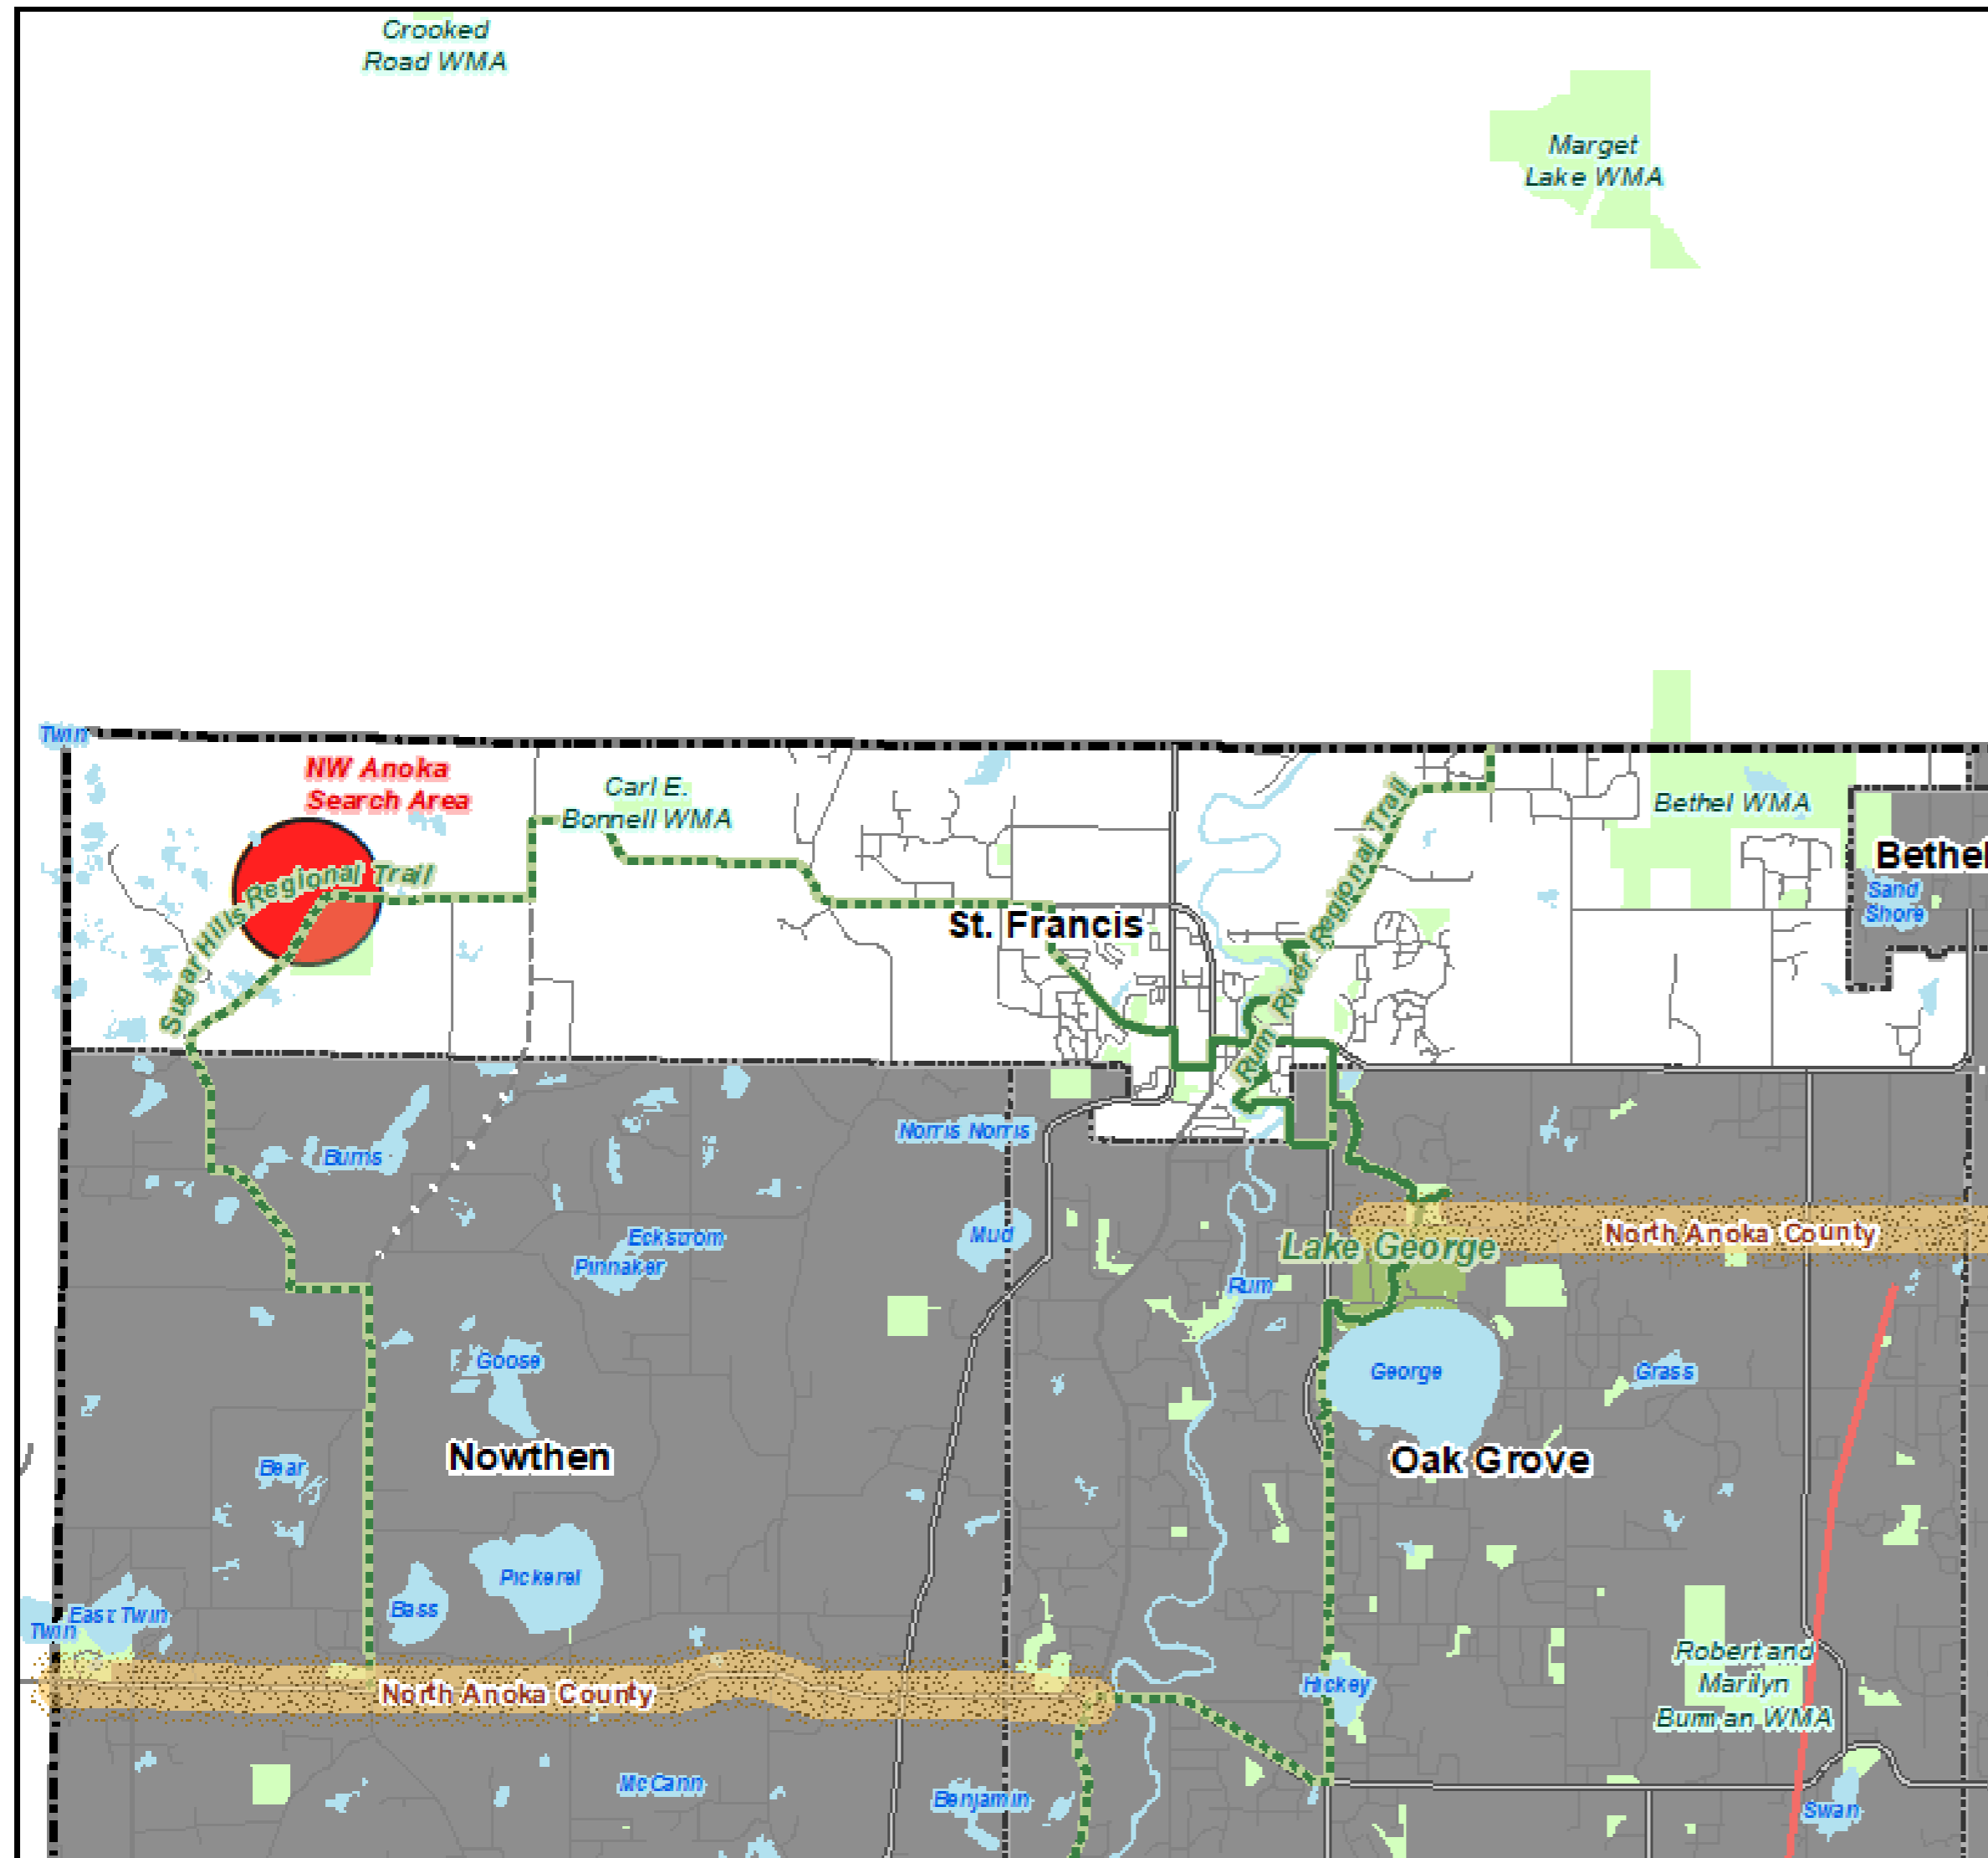 Crooked
Road WMA
Marget
Lake WMA
Twin
NW Anoka
Search Area
Carl E.
Bonnell WMA
Bethel WMA
Rum River Regional Trail
Sugar Hills Regional Trail
Bethel
Sand
Shore
St. Francis
Norris Norris
Burns
Eckstrom
Pinnaker
Mud
North Anoka County
Lake George
Rum
Goose
George
Grass
Nowthen
Oak Grove
Bear
Pickerel
Bass
East Twin
Twin
Robert and
Marilyn
Burman WMA
Hickey
North Anoka County
McCann
Benjamin
Swan